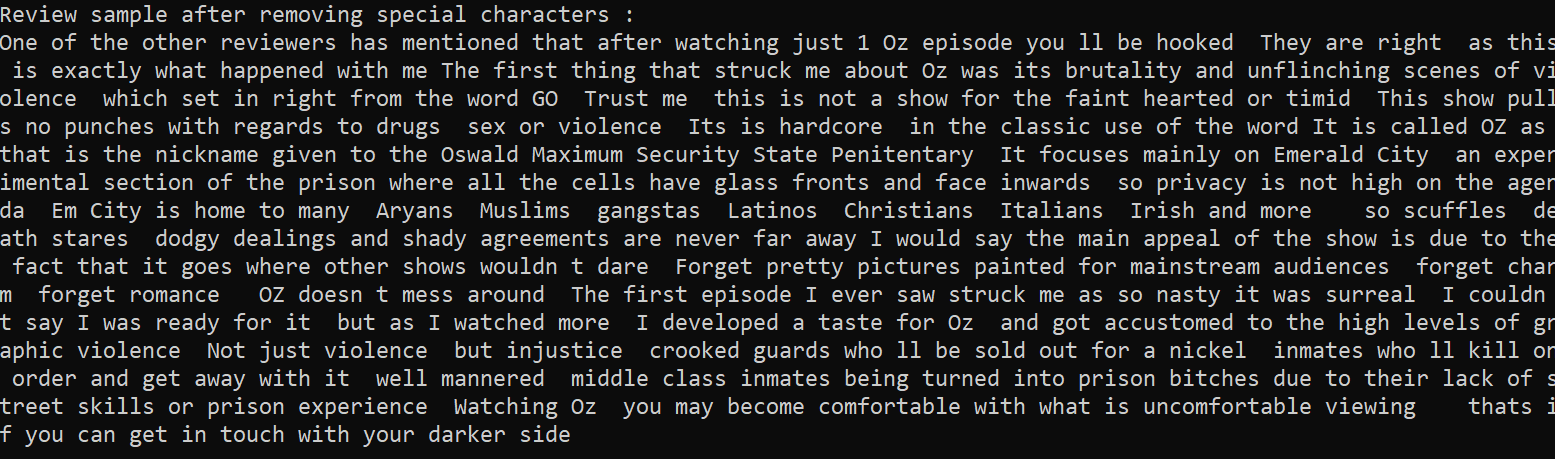 Review sample after removing special characters :
One of the other reviewers has mentioned that after watching just 1 Oz episode you ll be hooked  They are right  as this
 is exactly what happened with me The first thing that struck me about Oz was its brutality and unflinching scenes of vi
olence  which set in right from the word GO  Trust me  this is not a show for the faint hearted or timid  This show pull
s no punches with regards to drugs  sex or violence  Its is hardcore  in the classic use of the word It is called OZ as
that is the nickname given to the Oswald Maximum Security State Penitentary  It focuses mainly on Emerald City  an exper
imental section of the prison where all the cells have glass fronts and face inwards  so privacy is not high on the agen
da  Em City is home to many  Aryans  Muslims  gangstas  Latinos  Christians  Italians  Irish and more    so scuffles  de
ath stares  dodgy dealings and shady agreements are never far away I would say the main appeal of the show is due to the
 fact that it goes where other shows wouldn t dare  Forget pretty pictures painted for mainstream audiences  forget char
m  forget romance   OZ doesn t mess around  The first episode I ever saw struck me as so nasty it was surreal  I couldn
t say I was ready for it  but as I watched more  I developed a taste for Oz  and got accustomed to the high levels of gr
aphic violence  Not just violence  but injustice  crooked guards who ll be sold out for a nickel  inmates who ll kill on
 order and get away with it  well mannered  middle class inmates being turned into prison bitches due to their lack of s
treet skills or prison experience  Watching Oz  you may become comfortable with what is uncomfortable viewing    thats i
f you can get in touch with your darker side